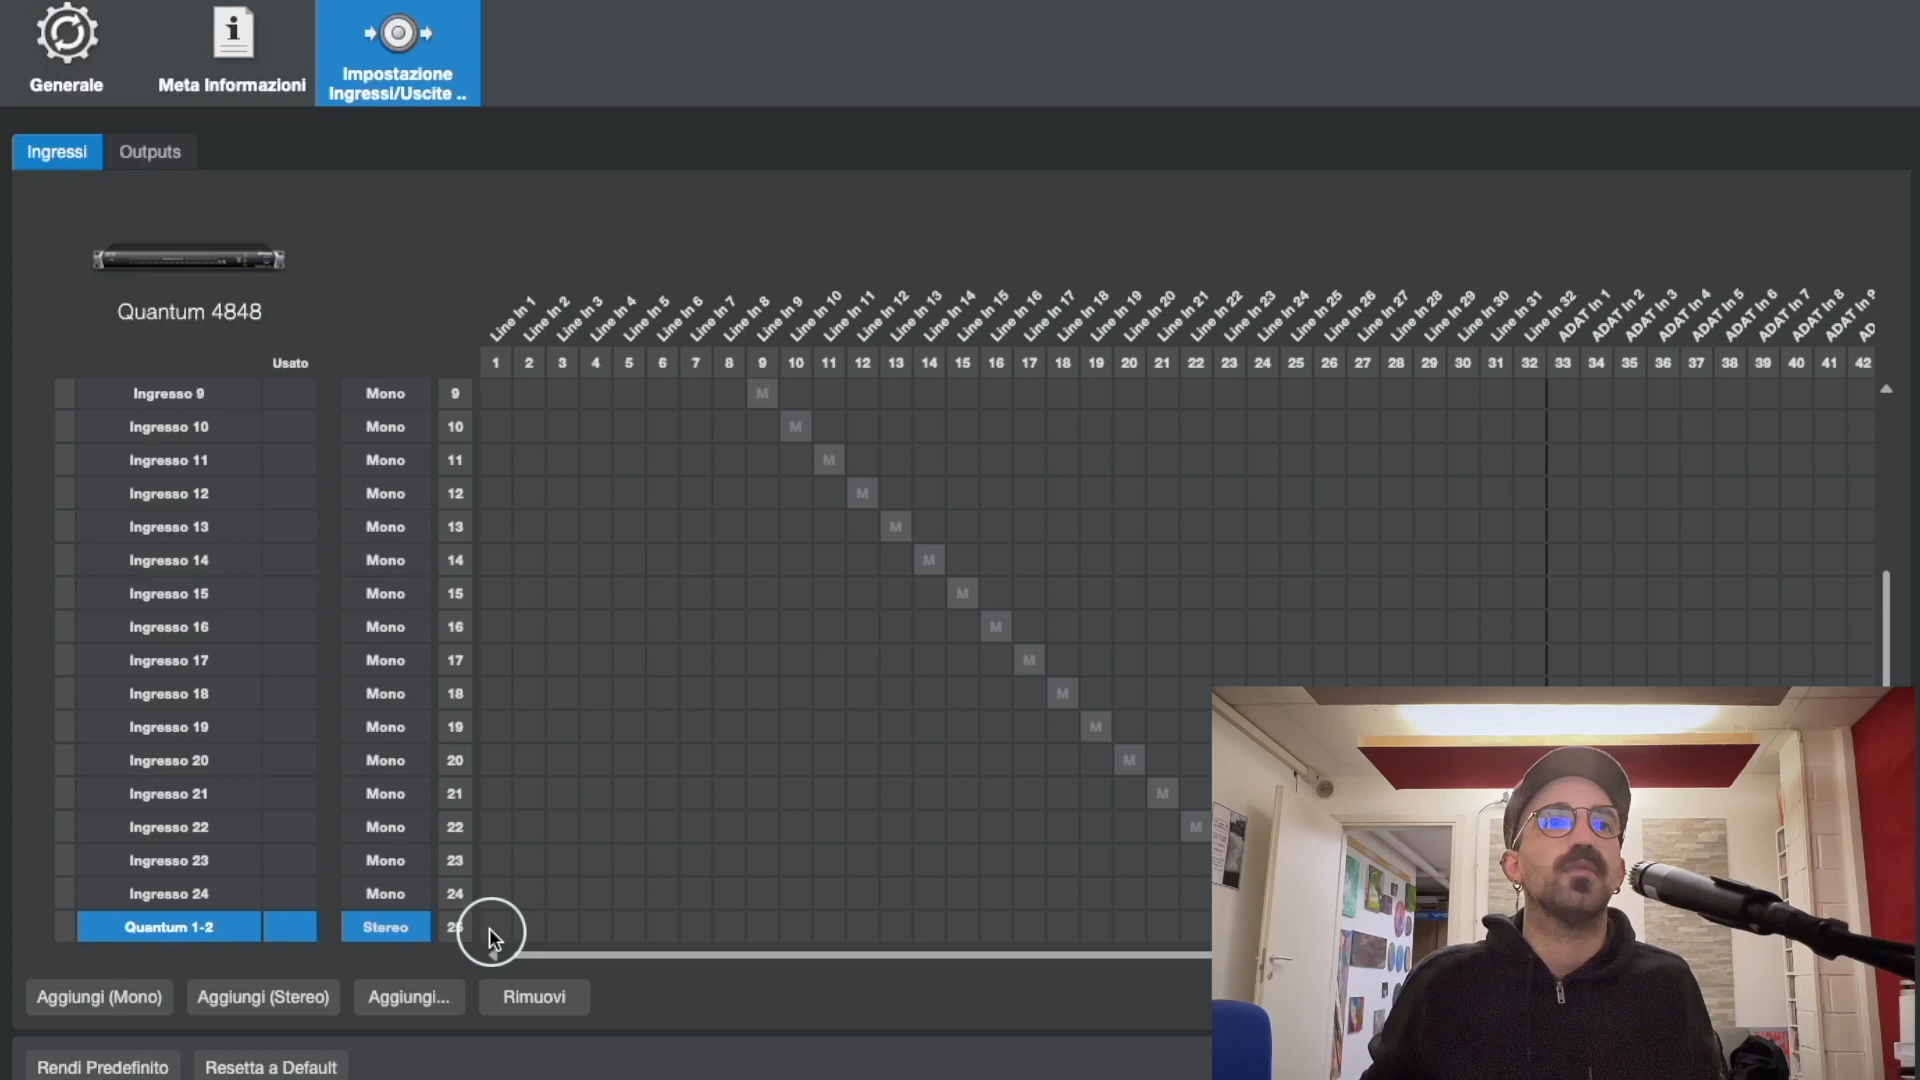 Generale
Meta Informazioni
Impostazione
Ingressi/Uscite ..
Ingressi
Outputs
Quantum 4848
Usato
Line In 1 Line In 2 Line In 3 Line In 4 Line In 5 Line In 6 Line In 7 Line In 8 Line In 9 Line In 10 Line In 11 Line In 12 Line In 13 Line In 14 Line In 15 Line In 16 Line In 17 Line In 18 Line In 19 Line In 20 Line In 21 Line In 22 Line In 23 Line In 24 Line In 25 Line In 26 Line In 27 Line In 28 Line In 29 Line In 30 Line In 31 Line In 32 ADAT In 1 ADAT In 2 ADAT In 3 ADAT In 4 ADAT In 5 ADAT In 6 ADAT In 7 ADAT In 8 ADAT In 9 AD
1 2 3 4 5 6 7 8 9 10 11 12 13 14 15 16 17 18 19 20 21 22 23 24 25 26 27 28 29 30 31 32 33 34 35 36 37 38 39 40 41 42
Ingresso 9 Mono 9 M
Ingresso 10 Mono 10 M
Ingresso 11 Mono 11 M
Ingresso 12 Mono 12 M
Ingresso 13 Mono 13 M
Ingresso 14 Mono 14 M
Ingresso 15 Mono 15 M
Ingresso 16 Mono 16 M
Ingresso 17 Mono 17 M
Ingresso 18 Mono 18 M
Ingresso 19 Mono 19 M
Ingresso 20 Mono 20 M
Ingresso 21 Mono 21 M
Ingresso 22 Mono 22 M
Ingresso 23 Mono 23
Ingresso 24 Mono 24
Quantum 1-2 Stereo 25
Aggiungi (Mono)
Aggiungi (Stereo)
Aggiungi...
Rimuovi
Rendi Predefinito
Resetta a Default